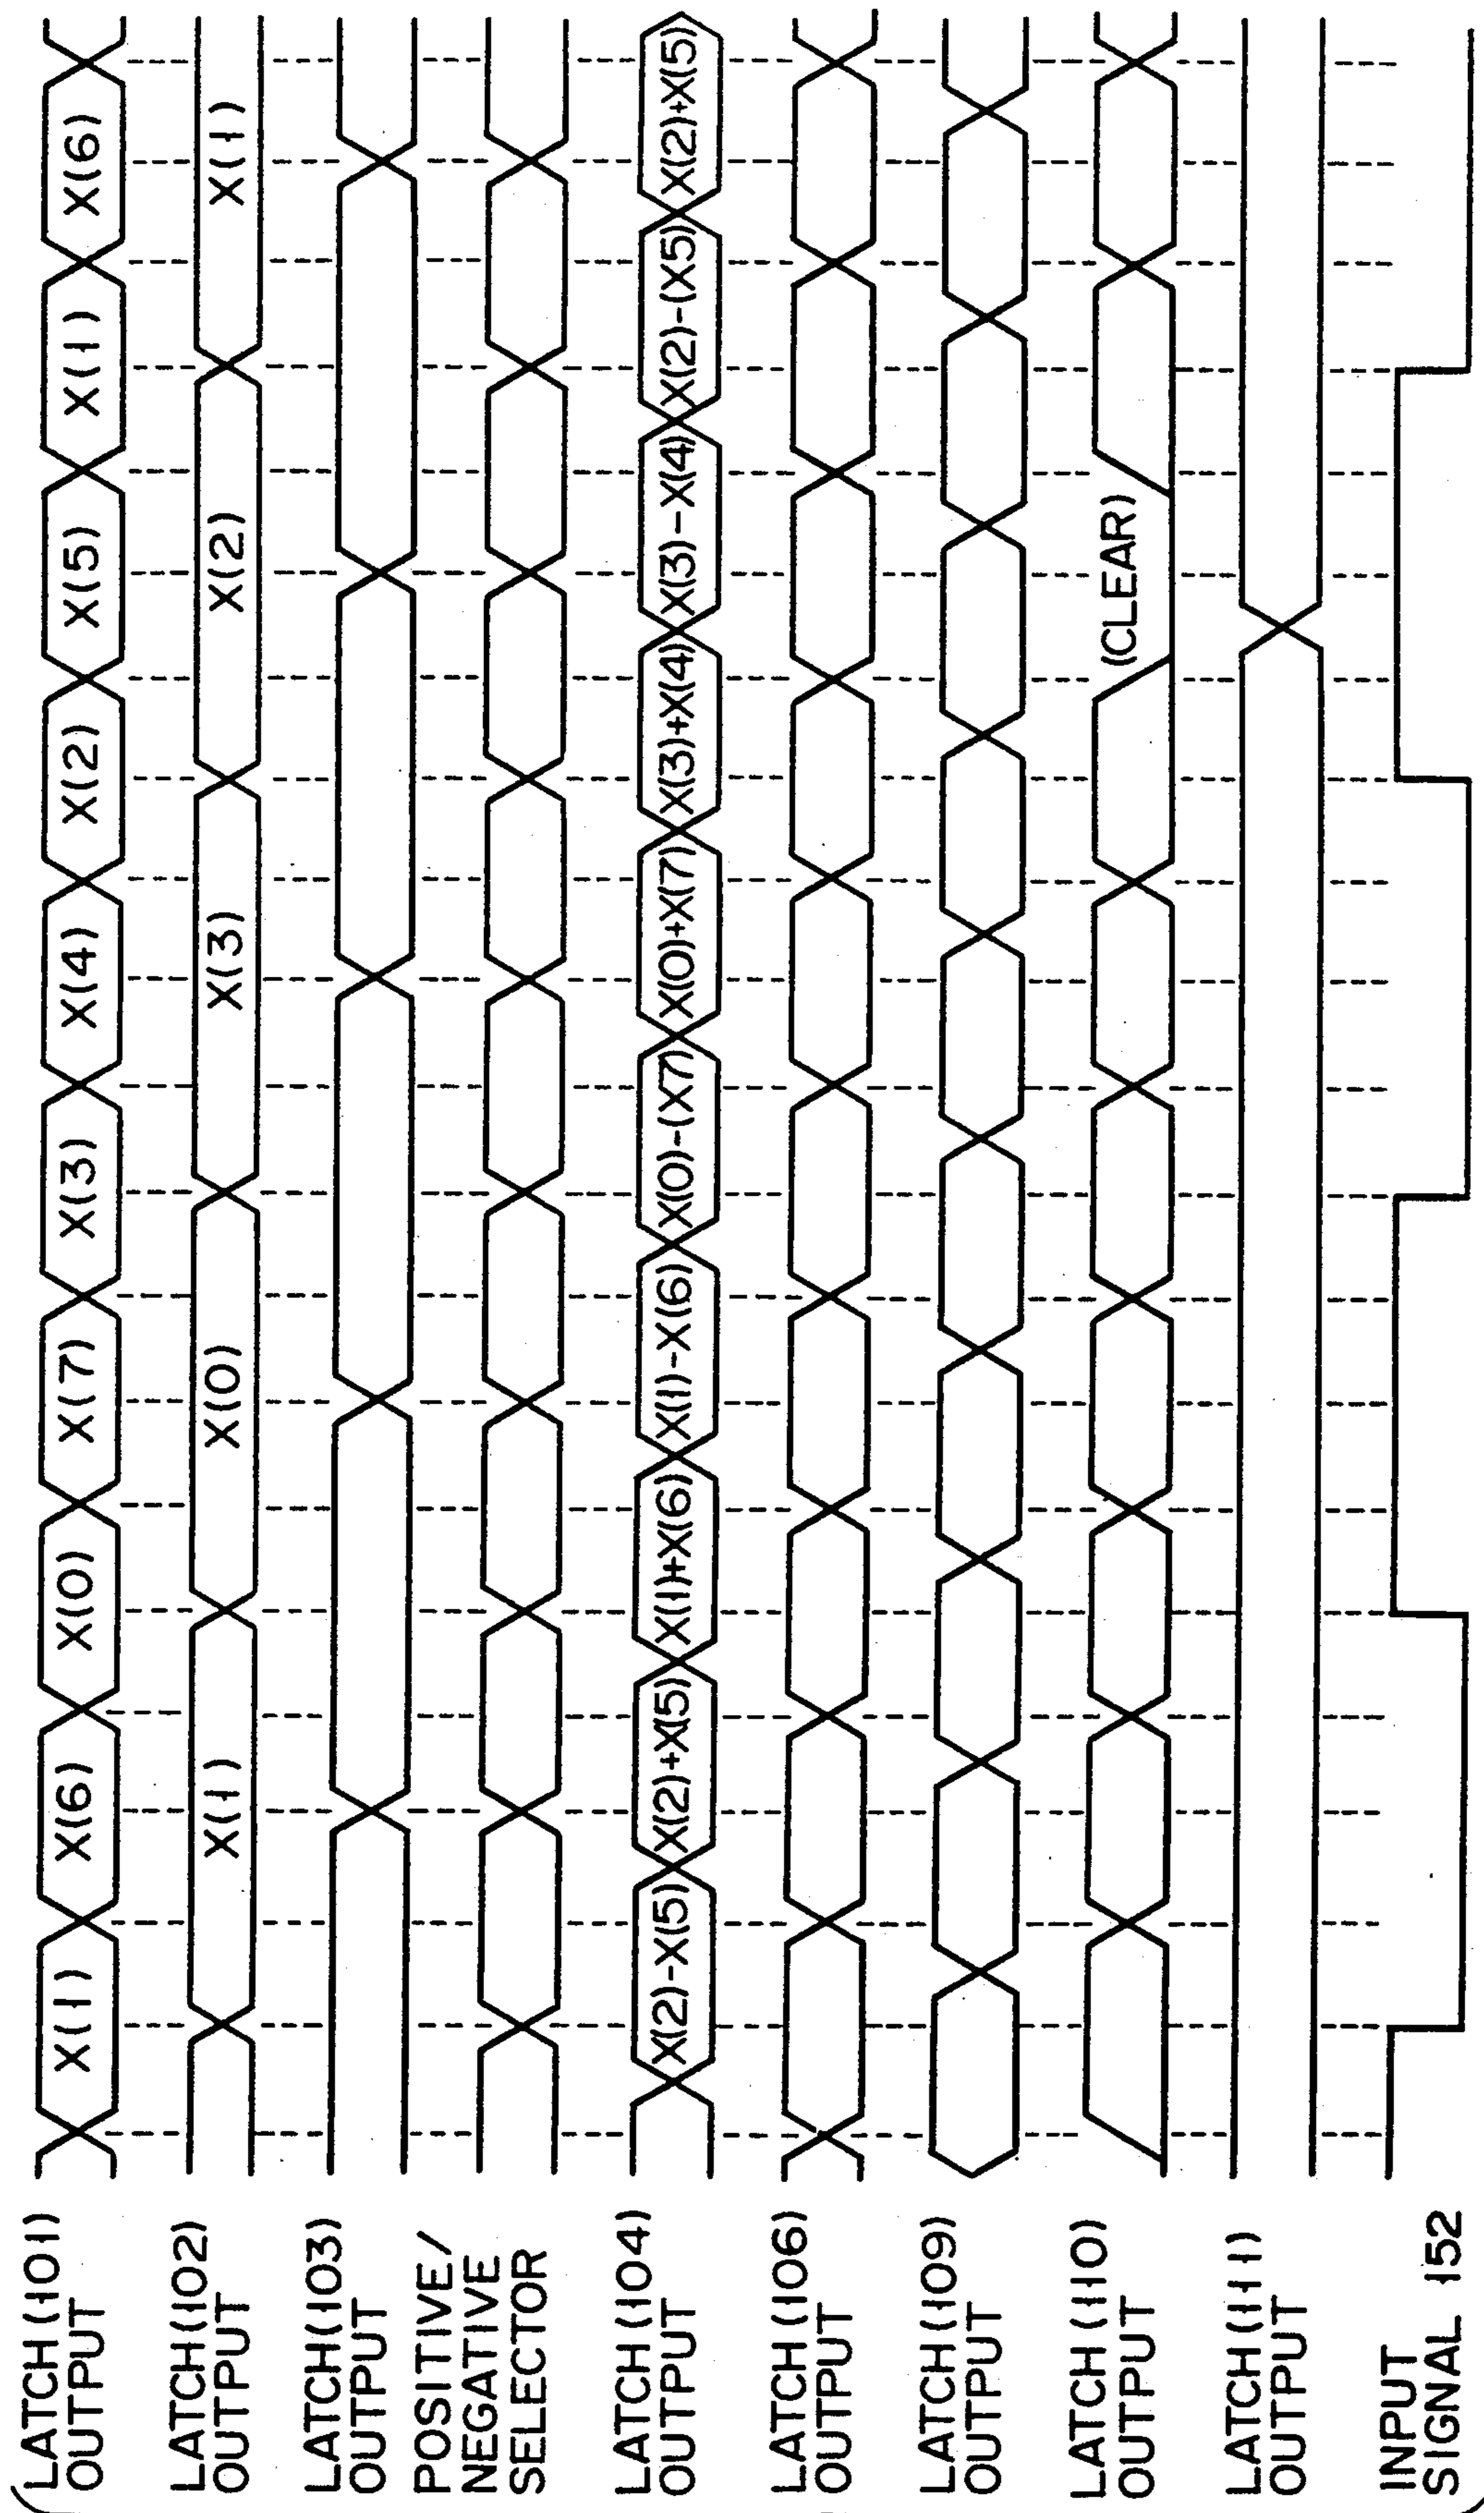 LATCH(101)
OUTPUT
X(1) X(6) X(0) X(7) X(3) X(4) X(2) X(5) X(1) X(6)
LATCH(102)
OUTPUT
X(1) X(0) X(3) X(2) X(1)
LATCH(103)
OUTPUT
POSITIVE/
NEGATIVE
SELECTOR
LATCH(104)
OUTPUT
X(2)-X(5) X(2)+X(5) X(1)+X(6) X(1)-X(6) X(0)-(X7) X(0)+X(7) X(3)+X(4) X(3)-X(4) X(2)-(X5) X(2)+X(5)
LATCH(106)
OUTPUT
LATCH(109)
OUTPUT
LATCH(110)
OUTPUT
(CLEAR)
LATCH(111)
OUTPUT
INPUT
SIGNAL 152